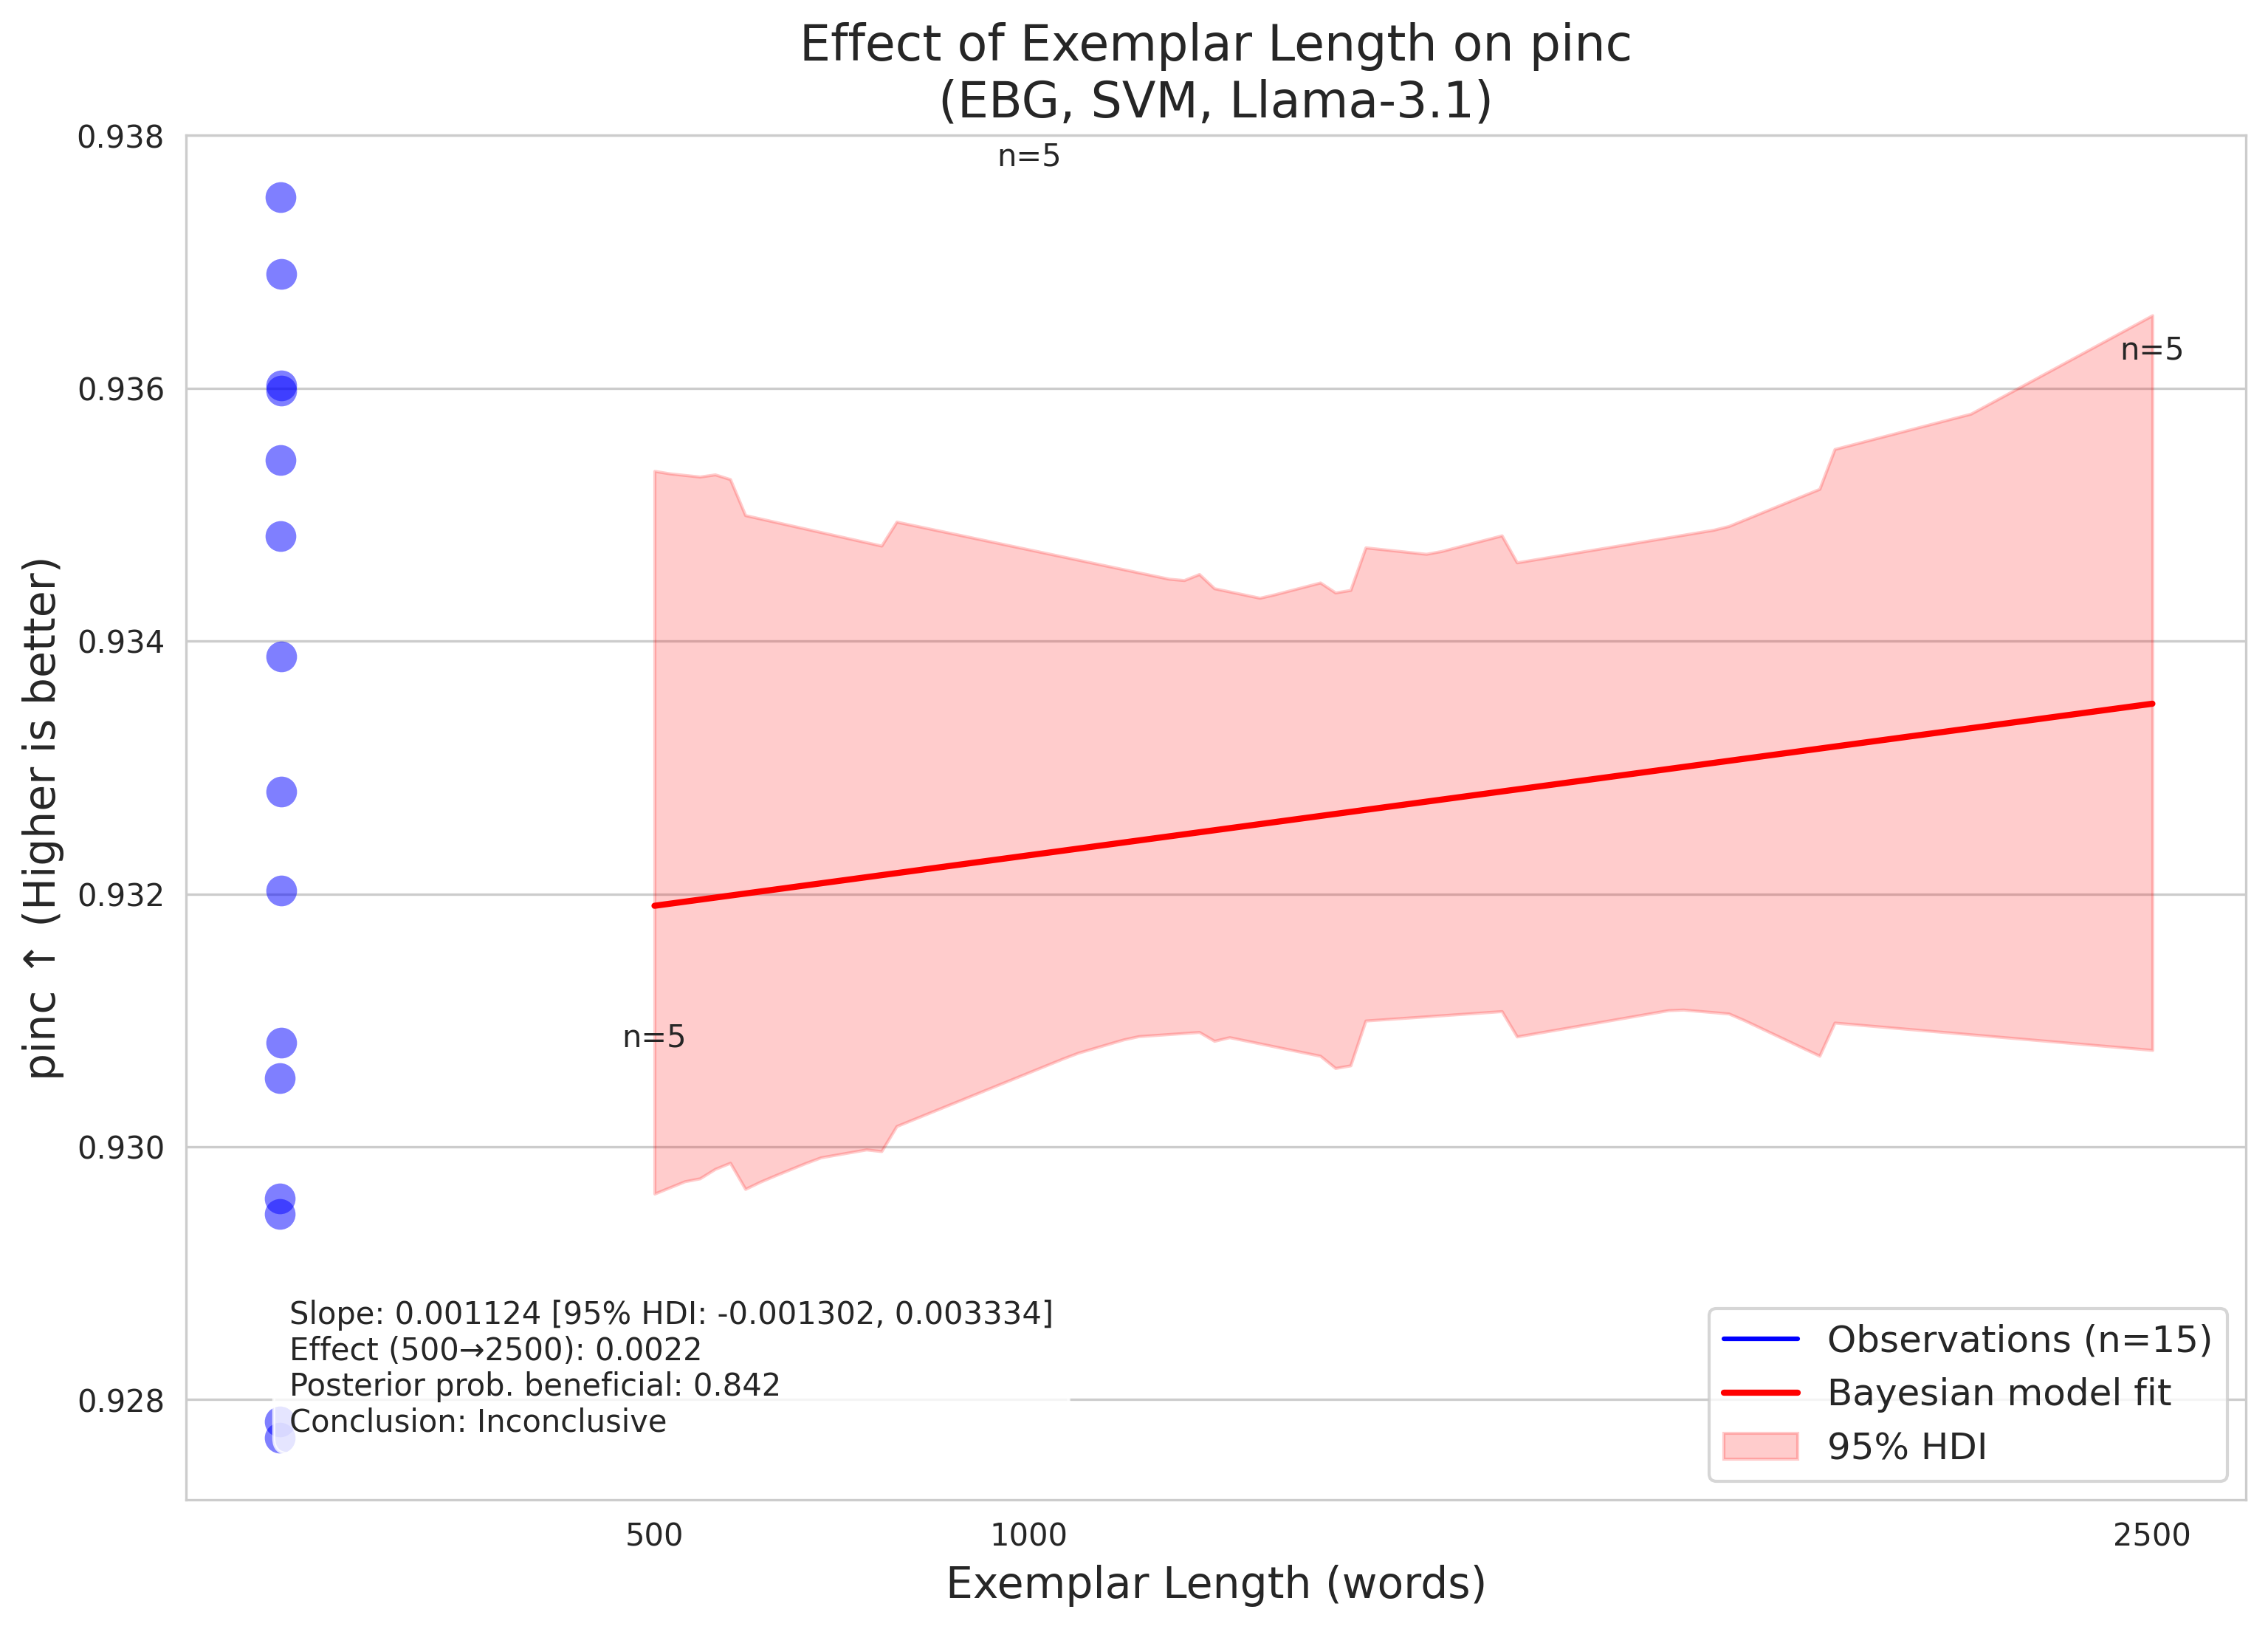 Effect of Exemplar Length on pinc
(EBG, SVM, Llama-3.1)
pinc ↑ (Higher is better)
0.938
0.936
0.934
0.932
0.930
0.928
n=5
n=5
n=5
Slope: 0.001124 [95% HDI: -0.001302, 0.003334]
Effect (500→2500): 0.0022
Posterior prob. beneficial: 0.842
Conclusion: Inconclusive
Observations (n=15)
Bayesian model fit
95% HDI
500
1000
2500
Exemplar Length (words)